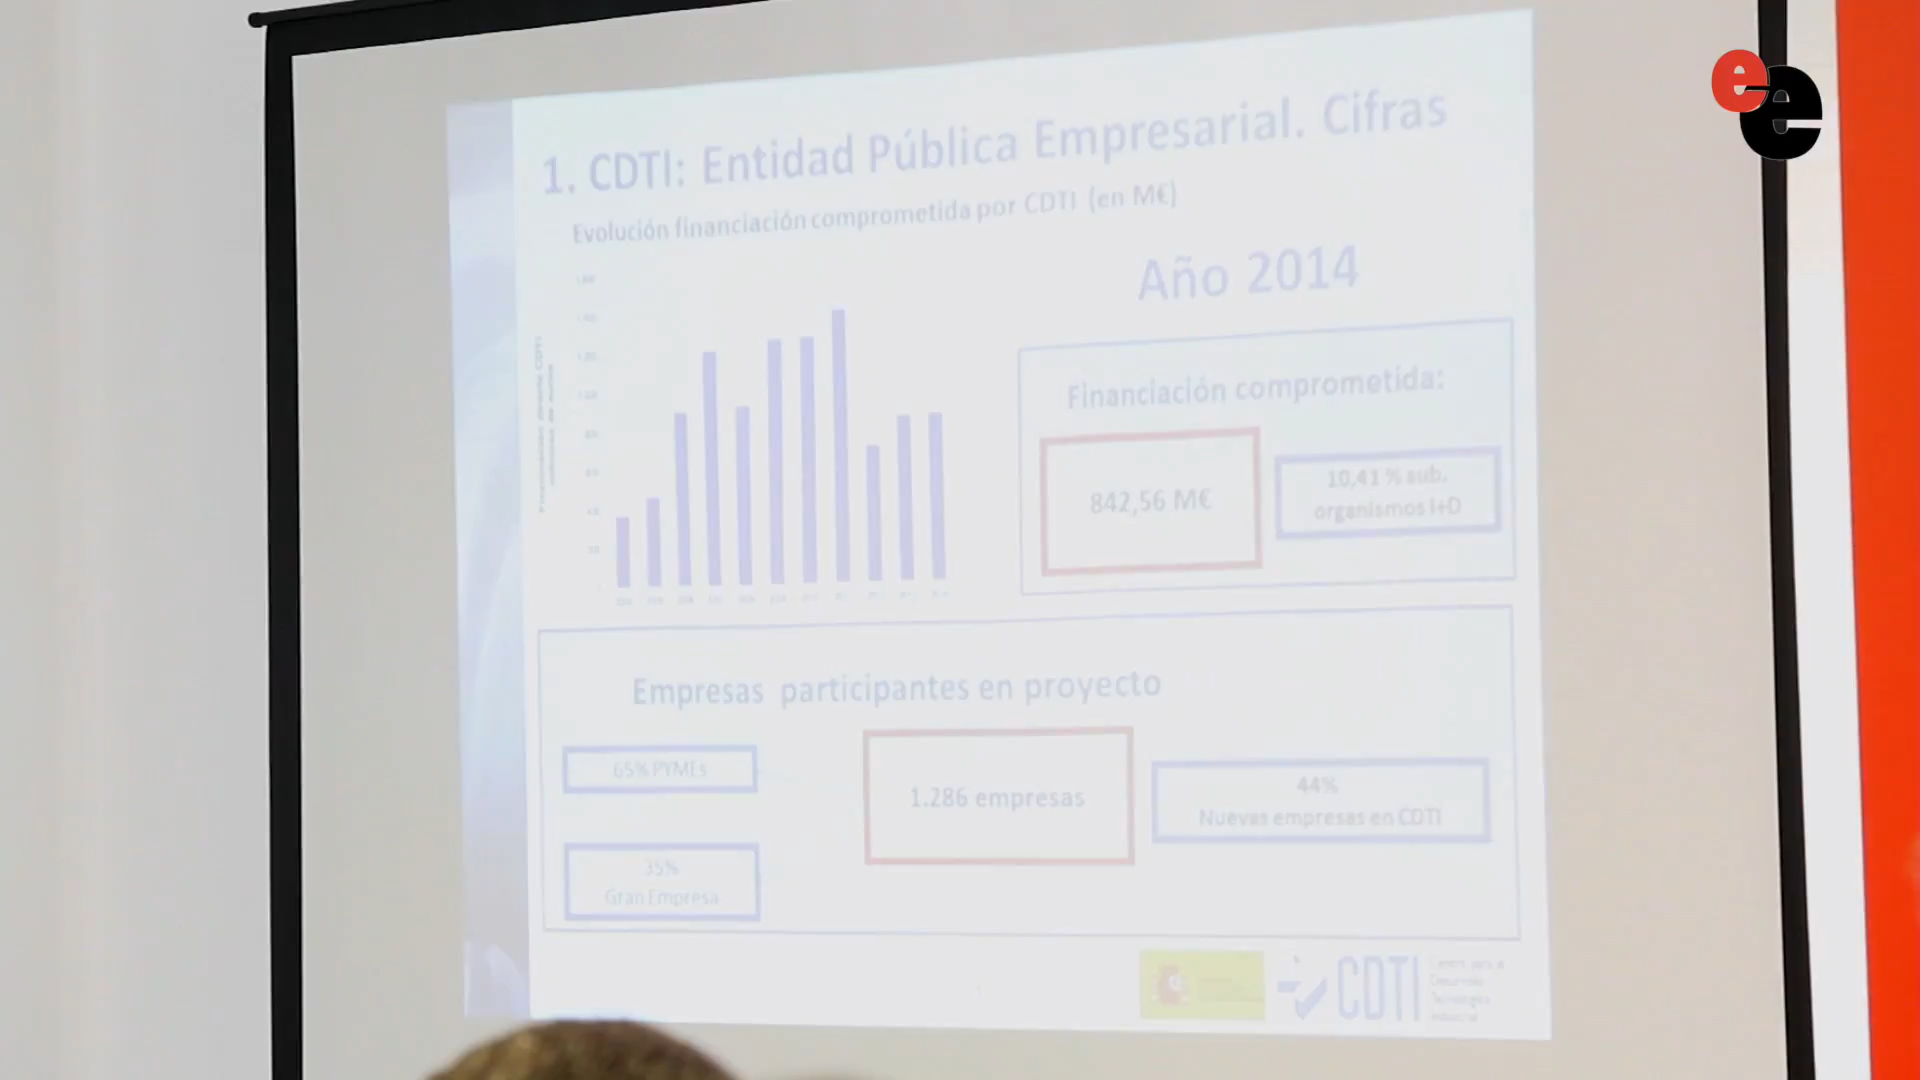 ee
1. CDTI: Entidad Pública Empresarial. Cifras
Evolución financiación comprometida por CDTI (en M€)
Año 2014
Financiación comprometida:
842,56 M€
10,41 % sub.
organismos I+D
Empresas participantes en proyecto
65% PYMEs
1.286 empresas
44%
Nuevas empresas en CDTI
35%
Gran Empresa
CDTI